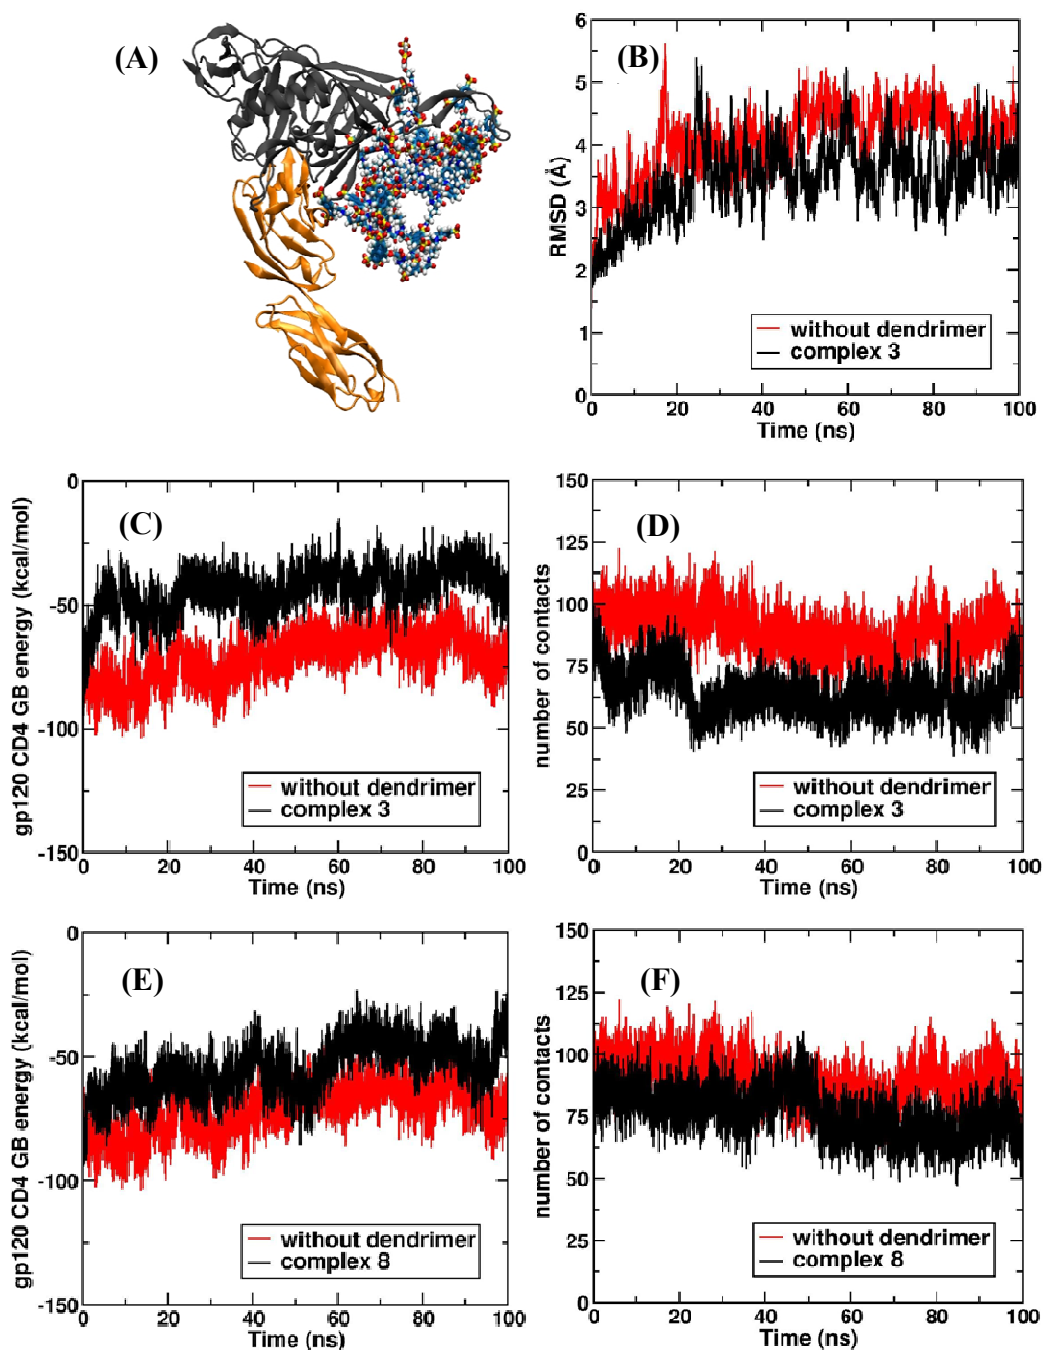 (A)
(B)
6
5
4
3
2
1
0
RMSD (Å)
without dendrimer
complex 3
0 20 40 60 80 100
Time (ns)
(C)
0
-50
-100
-150
gp120 CD4 GB energy (kcal/mol)
without dendrimer
complex 3
0 20 40 60 80 100
Time (ns)
(D)
150
125
100
75
50
25
0
number of contacts
without dendrimer
complex 3
0 20 40 60 80 100
Time (ns)
(E)
0
-50
-100
-150
gp120 CD4 GB energy (kcal/mol)
without dendrimer
complex 8
0 20 40 60 80 100
Time (ns)
(F)
150
125
100
75
50
25
0
number of contacts
without dendrimer
complex 8
0 20 40 60 80 100
Time (ns)